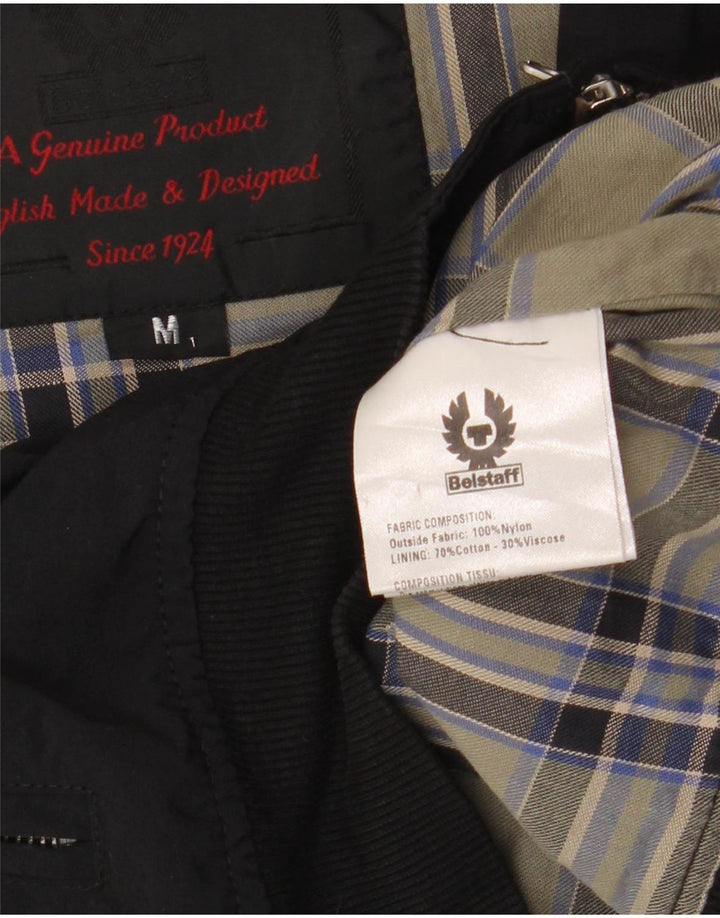 A Genuine Product
glish Made & Designed
Since 1924
M
Belstaff
FABRIC COMPOSITION:
Outside Fabric: 100%Nylon
LINING: 70%Cotton - 30%Viscose
COMPOSITION TISSU: